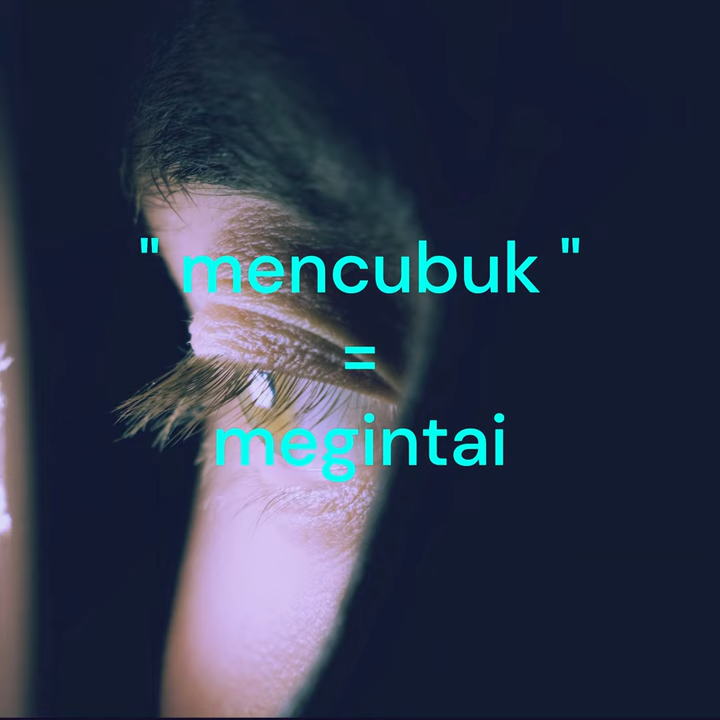 " mencubuk "
=
megintai